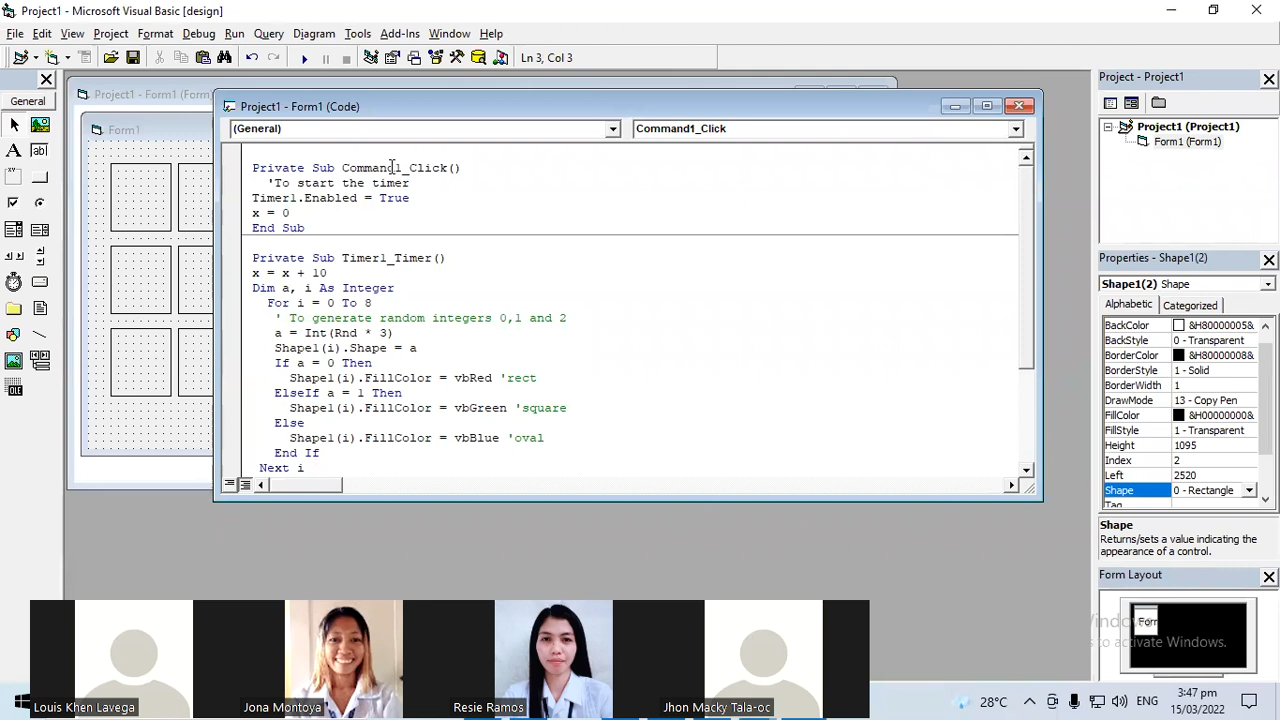 Project1 - Microsoft Visual Basic [design]
File Edit View Project Format Debug Run Query Diagram Tools Add-Ins Window Help
Ln 3, Col 3
General
Project1 - Form1 (Form
Form1
Project1 - Form1 (Code)
(General)
Command1_Click
Private Sub Command1_Click()
'To start the timer
Timer1.Enabled = True
x = 0
End Sub
Private Sub Timer1_Timer()
x = x + 10
Dim a, i As Integer
For i = 0 To 8
' To generate random integers 0,1 and 2
a = Int(Rnd * 3)
Shape1(i).Shape = a
If a = 0 Then
Shape1(i).FillColor = vbRed 'rect
ElseIf a = 1 Then
Shape1(i).FillColor = vbGreen 'square
Else
Shape1(i).FillColor = vbBlue 'oval
End If
Next i
Project - Project1
Project1 (Project1)
Form1 (Form1)
Properties - Shape1(2)
Shape1(2) Shape
Alphabetic Categorized
BackColor &H80000005&
BackStyle 0 - Transparent
BorderColor &H80000008&
BorderStyle 1 - Solid
BorderWidth 1
DrawMode 13 - Copy Pen
FillColor &H00000000&
FillStyle 1 - Transparent
Height 1095
Index 2
Left 2520
Shape 0 - Rectangle
Tag
Shape
Returns/sets a value indicating the
appearance of a control.
Form Layout
Form
s to activate Windows.
Louis Khen Lavega
Jona Montoya
Resie Ramos
Jhon Macky Tala-oc
28°C
ENG
3:47 pm
15/03/2022